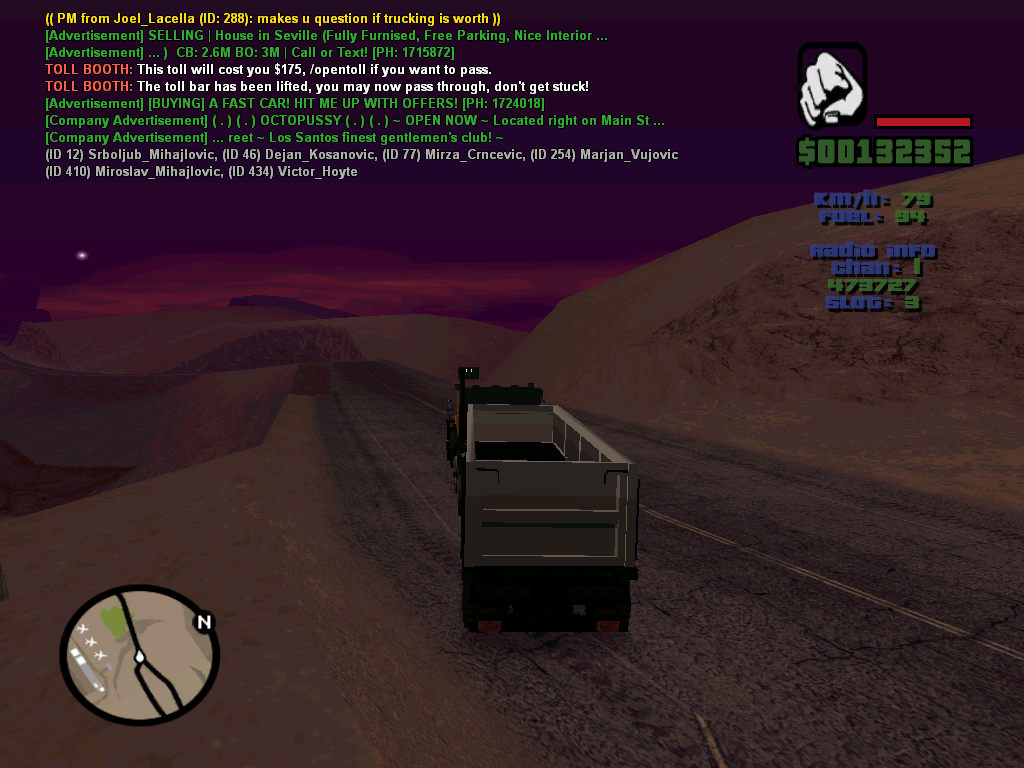 (( PM from Joel_Lacella (ID: 288): makes u question if trucking is worth ))
[Advertisement] SELLING | House in Seville (Fully Furnised, Free Parking, Nice Interior ...
[Advertisement] ... ) CB: 2.6M BO: 3M | Call or Text! [PH: 1715872]
TOLL BOOTH: This toll will cost you $175, /opentoll if you want to pass.
TOLL BOOTH: The toll bar has been lifted, you may now pass through, don't get stuck!
[Advertisement] [BUYING] A FAST CAR! HIT ME UP WITH OFFERS! [PH: 1724018]
[Company Advertisement] ( . ) ( . ) OCTOPUSSY ( . ) ( . ) ~ OPEN NOW ~ Located right on Main St ...
[Company Advertisement] ... reet ~ Los Santos finest gentlemen's club! ~
(ID 12) Srboljub_Mihajlovic, (ID 46) Dejan_Kosanovic, (ID 77) Mirza_Crncevic, (ID 254) Marjan_Vujovic
(ID 410) Miroslav_Mihajlovic, (ID 434) Victor_Hoyte
$00132352
Km/h: 79
Fuel: 94
Radio Info
Chan: 1
473727
Slot: 3
N